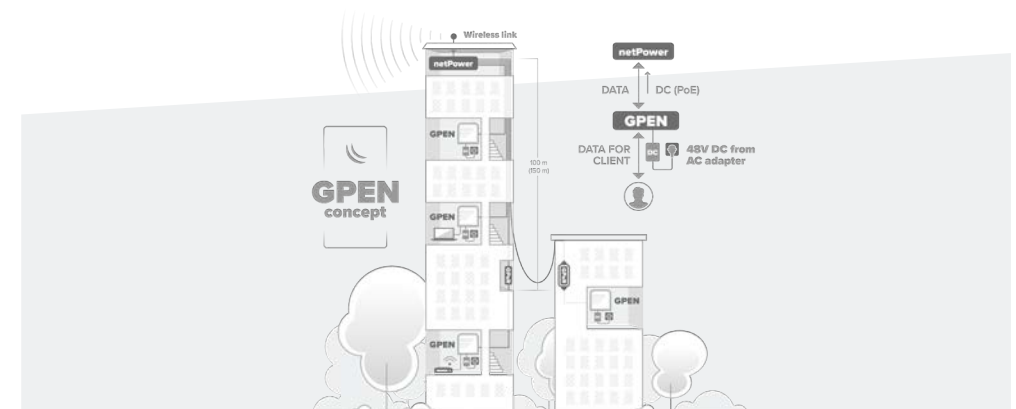 Wireless link
netPower
GPEN
GPEN
GPEN
100 m
(150 m)
GPEN
concept
netPower
DATA
DC (PoE)
GPEN
DATA FOR
CLIENT
DC
48V DC from
AC adapter
GPEN